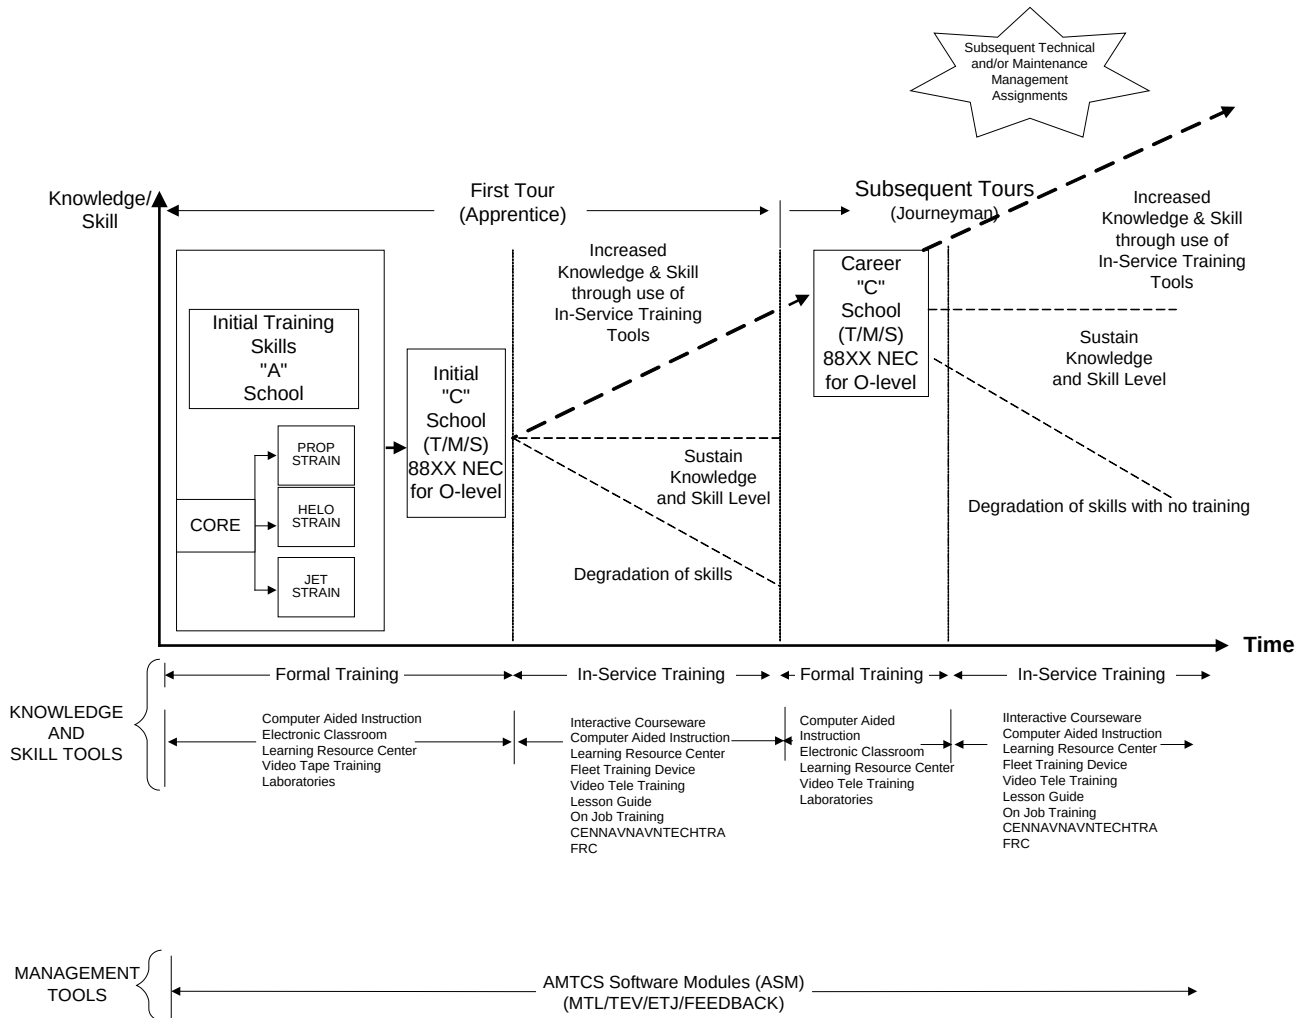 Subsequent Technical
and/or Maintenance
Management
Assignments
Knowledge/
Skill
First Tour
(Apprentice)
Subsequent Tours
(Journeyman)
Initial Training
Skills
"A"
School
CORE
PROP
STRAIN
HELO
STRAIN
JET
STRAIN
Initial
"C"
School
(T/M/S)
88XX NEC
for O-level
Increased
Knowledge & Skill
through use of
In-Service Training
Tools
Sustain
Knowledge
and Skill Level
Degradation of skills
Career
"C"
School
(T/M/S)
88XX NEC
for O-level
Increased
Knowledge & Skill
through use of
In-Service Training
Tools
Sustain
Knowledge
and Skill Level
Degradation of skills with no training
Time
KNOWLEDGE
AND
SKILL TOOLS
Formal Training
In-Service Training
Formal Training
In-Service Training
Computer Aided Instruction
Electronic Classroom
Learning Resource Center
Video Tape Training
Laboratories
Interactive Courseware
Computer Aided Instruction
Learning Resource Center
Fleet Training Device
Video Tele Training
Lesson Guide
On Job Training
CENNAVNAVNTECHTRA
FRC
Computer Aided
Instruction
Electronic Classroom
Learning Resource Center
Video Tele Training
Laboratories
IInteractive Courseware
Computer Aided Instruction
Learning Resource Center
Fleet Training Device
Video Tele Training
Lesson Guide
On Job Training
CENNAVNAVNTECHTRA
FRC
MANAGEMENT
TOOLS
AMTCS Software Modules (ASM)
(MTL/TEV/ETJ/FEEDBACK)